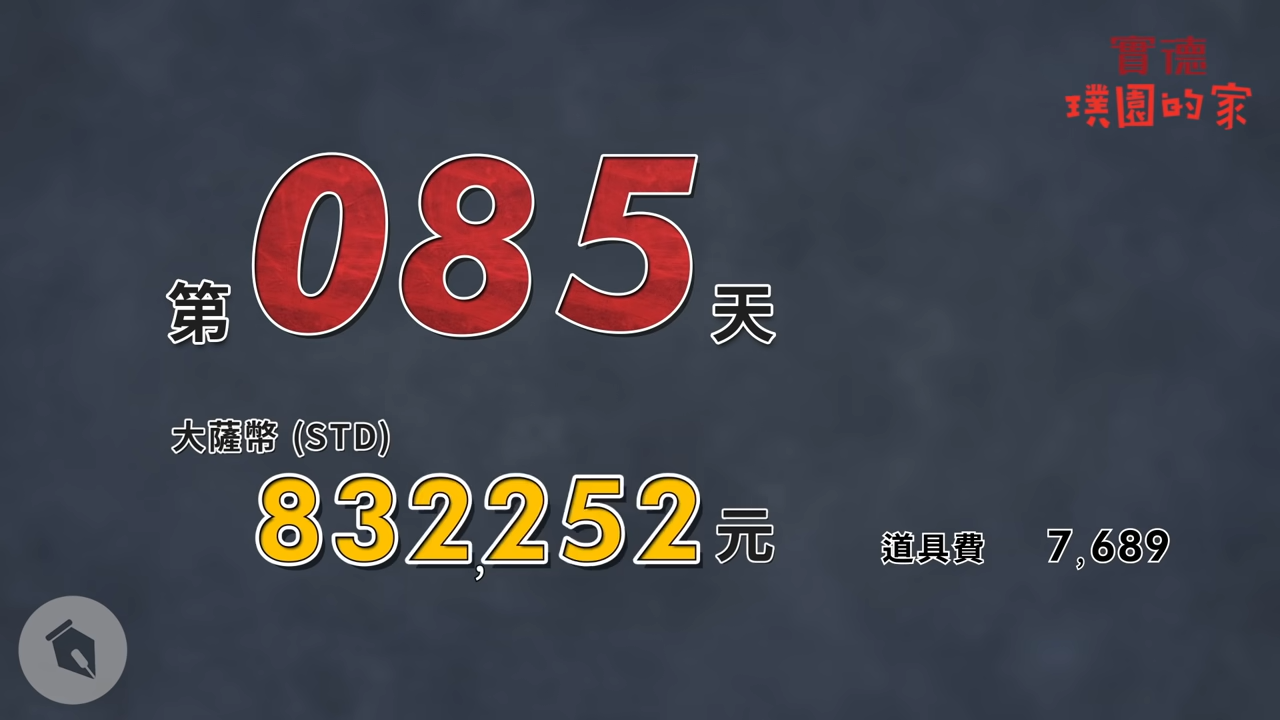 實德
璞園的家
第085天
大薩幣 (STD)
832,252元
道具費 7,689